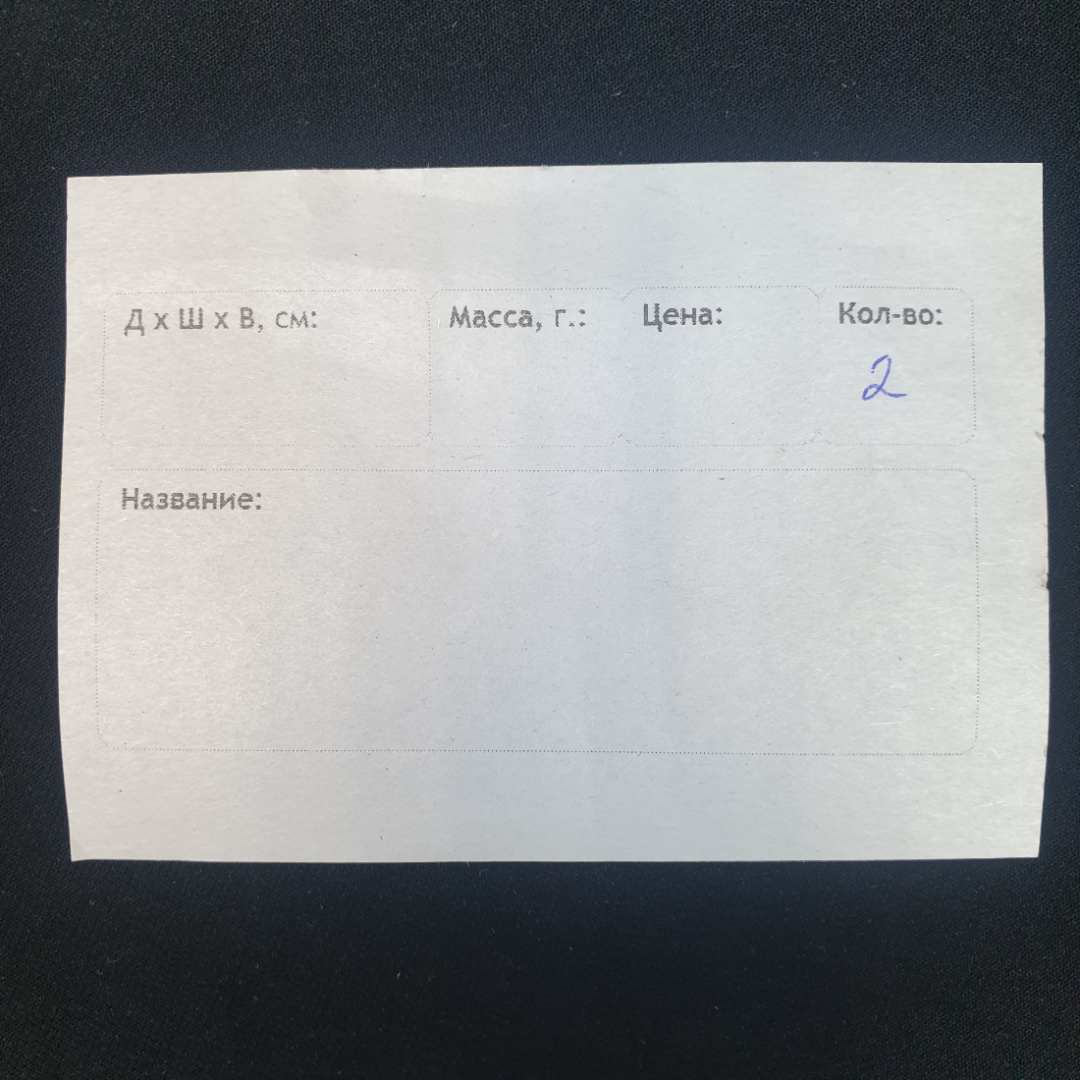 Д х Ш х В, см: Масса, г.: Цена: Кол-во:
2
Название: